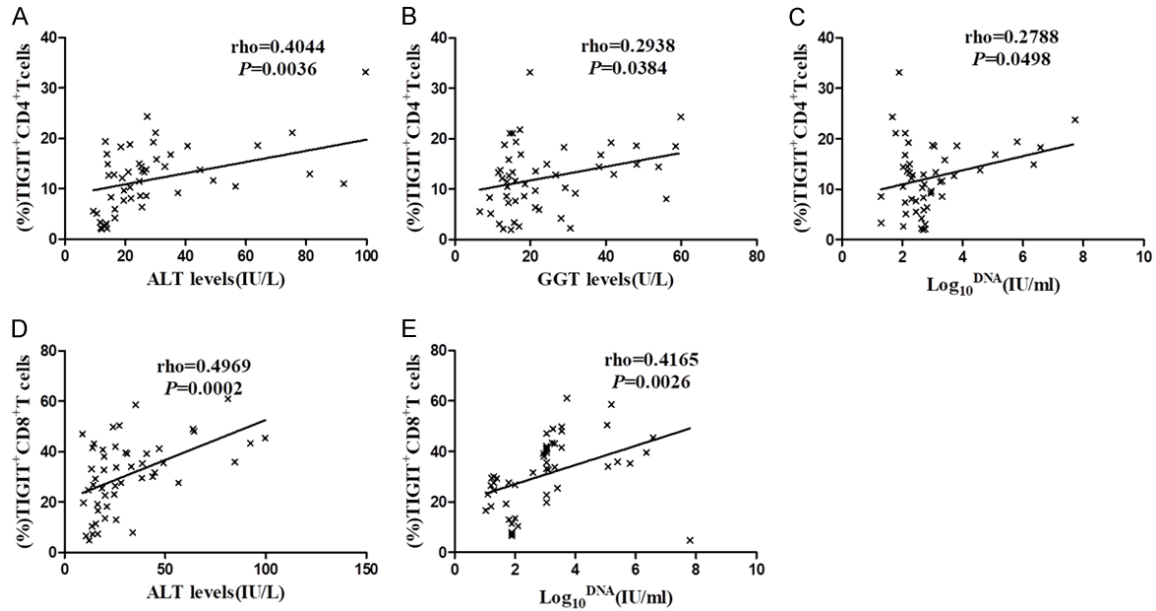 A
(%)TIGIT⁺CD4⁺Tcells
40
30
20
10
0
rho=0.4044
P=0.0036
0 20 40 60 80 100
ALT levels(IU/L)
B
(%)TIGIT⁺CD4⁺Tcells
40
30
20
10
0
rho=0.2938
P=0.0384
0 20 40 60 80
GGT levels(U/L)
C
(%)TIGIT⁺CD4⁺Tcells
40
30
20
10
0
rho=0.2788
P=0.0498
0 2 4 6 8 10
Log₁₀ᴰᴺᴬ(IU/ml)
D
(%)TIGIT⁺CD8⁺T cells
80
60
40
20
0
rho=0.4969
P=0.0002
0 50 100 150
ALT levels(IU/L)
E
(%)TIGIT⁺CD8⁺T cells
80
60
40
20
0
rho=0.4165
P=0.0026
0 2 4 6 8 10
Log₁₀ᴰᴺᴬ(IU/ml)